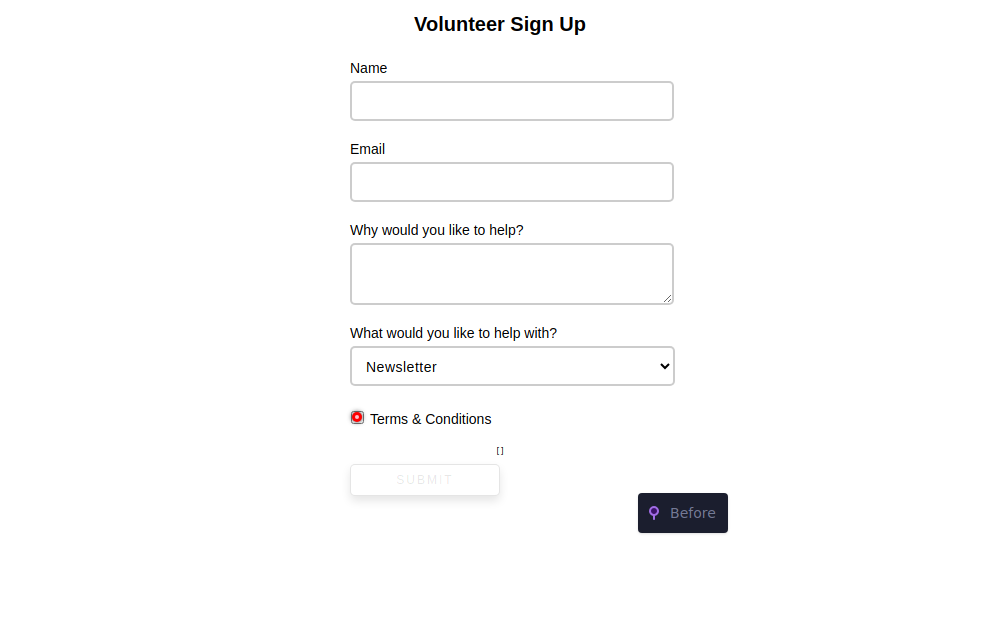 Volunteer Sign Up
Name
Email
Why would you like to help?
What would you like to help with?
Newsletter
Terms & Conditions
[]
SUBMIT
Before